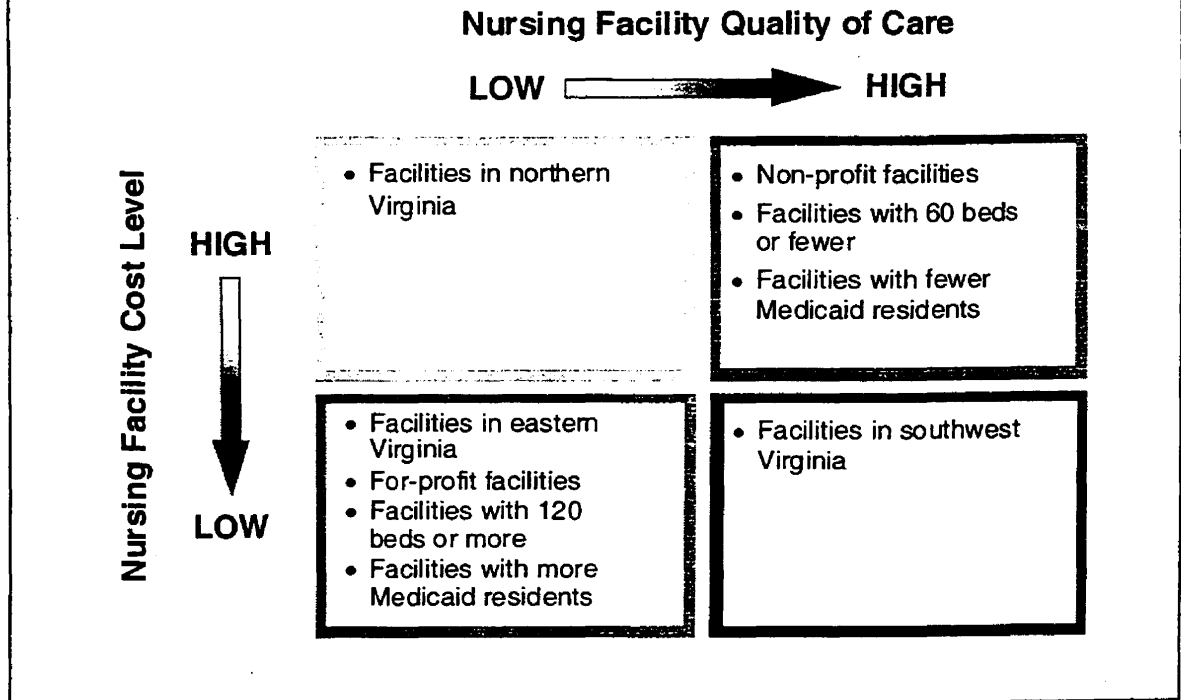 Nursing Facility Quality of Care
LOW HIGH
Nursing Facility Cost Level
HIGH
LOW
• Facilities in northern
Virginia
• Non-profit facilities
• Facilities with 60 beds
or fewer
• Facilities with fewer
Medicaid residents
• Facilities in eastern
Virginia
• For-profit facilities
• Facilities with 120
beds or more
• Facilities with more
Medicaid residents
• Facilities in southwest
Virginia